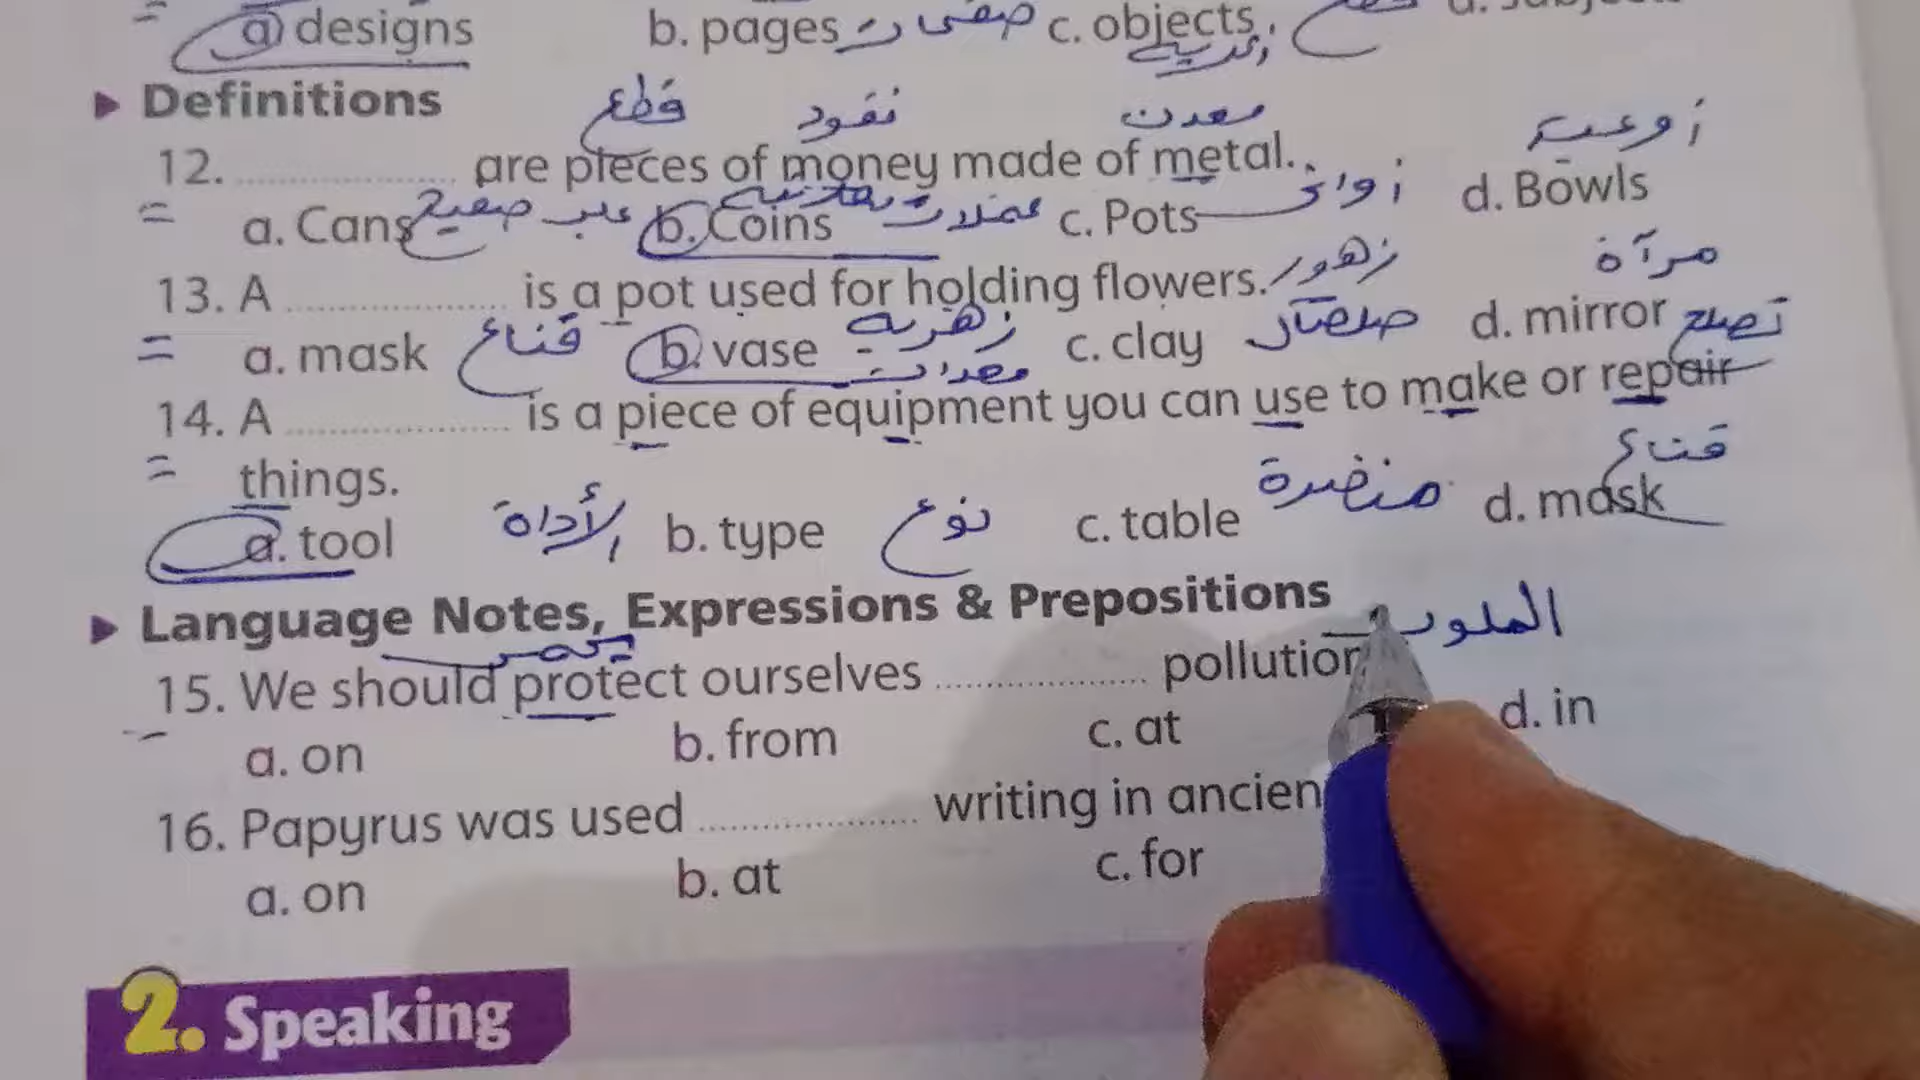 a. designs b. pages صفحات c. objects
▶ Definitions
قطع نقود معدن أوعية
12. .................... are pieces of money made of metal.
a. Cans علب صفيح b. Coins عملات معدنية c. Pots أواني d. Bowls
زهور مرآة
13. A .................... is a pot used for holding flowers.
a. mask قناع b. vase زهرية c. clay صلصال d. mirror تصلح
معدات
14. A .................... is a piece of equipment you can use to make or repair
things.
قناع
a. tool الأداة b. type نوع c. table منضدة d. mask
▶ Language Notes, Expressions & Prepositions
15. We should protect ourselves .................... pollution
a. on b. from c. at d. in
16. Papyrus was used .................... writing in ancien
a. on b. at c. for
2. Speaking